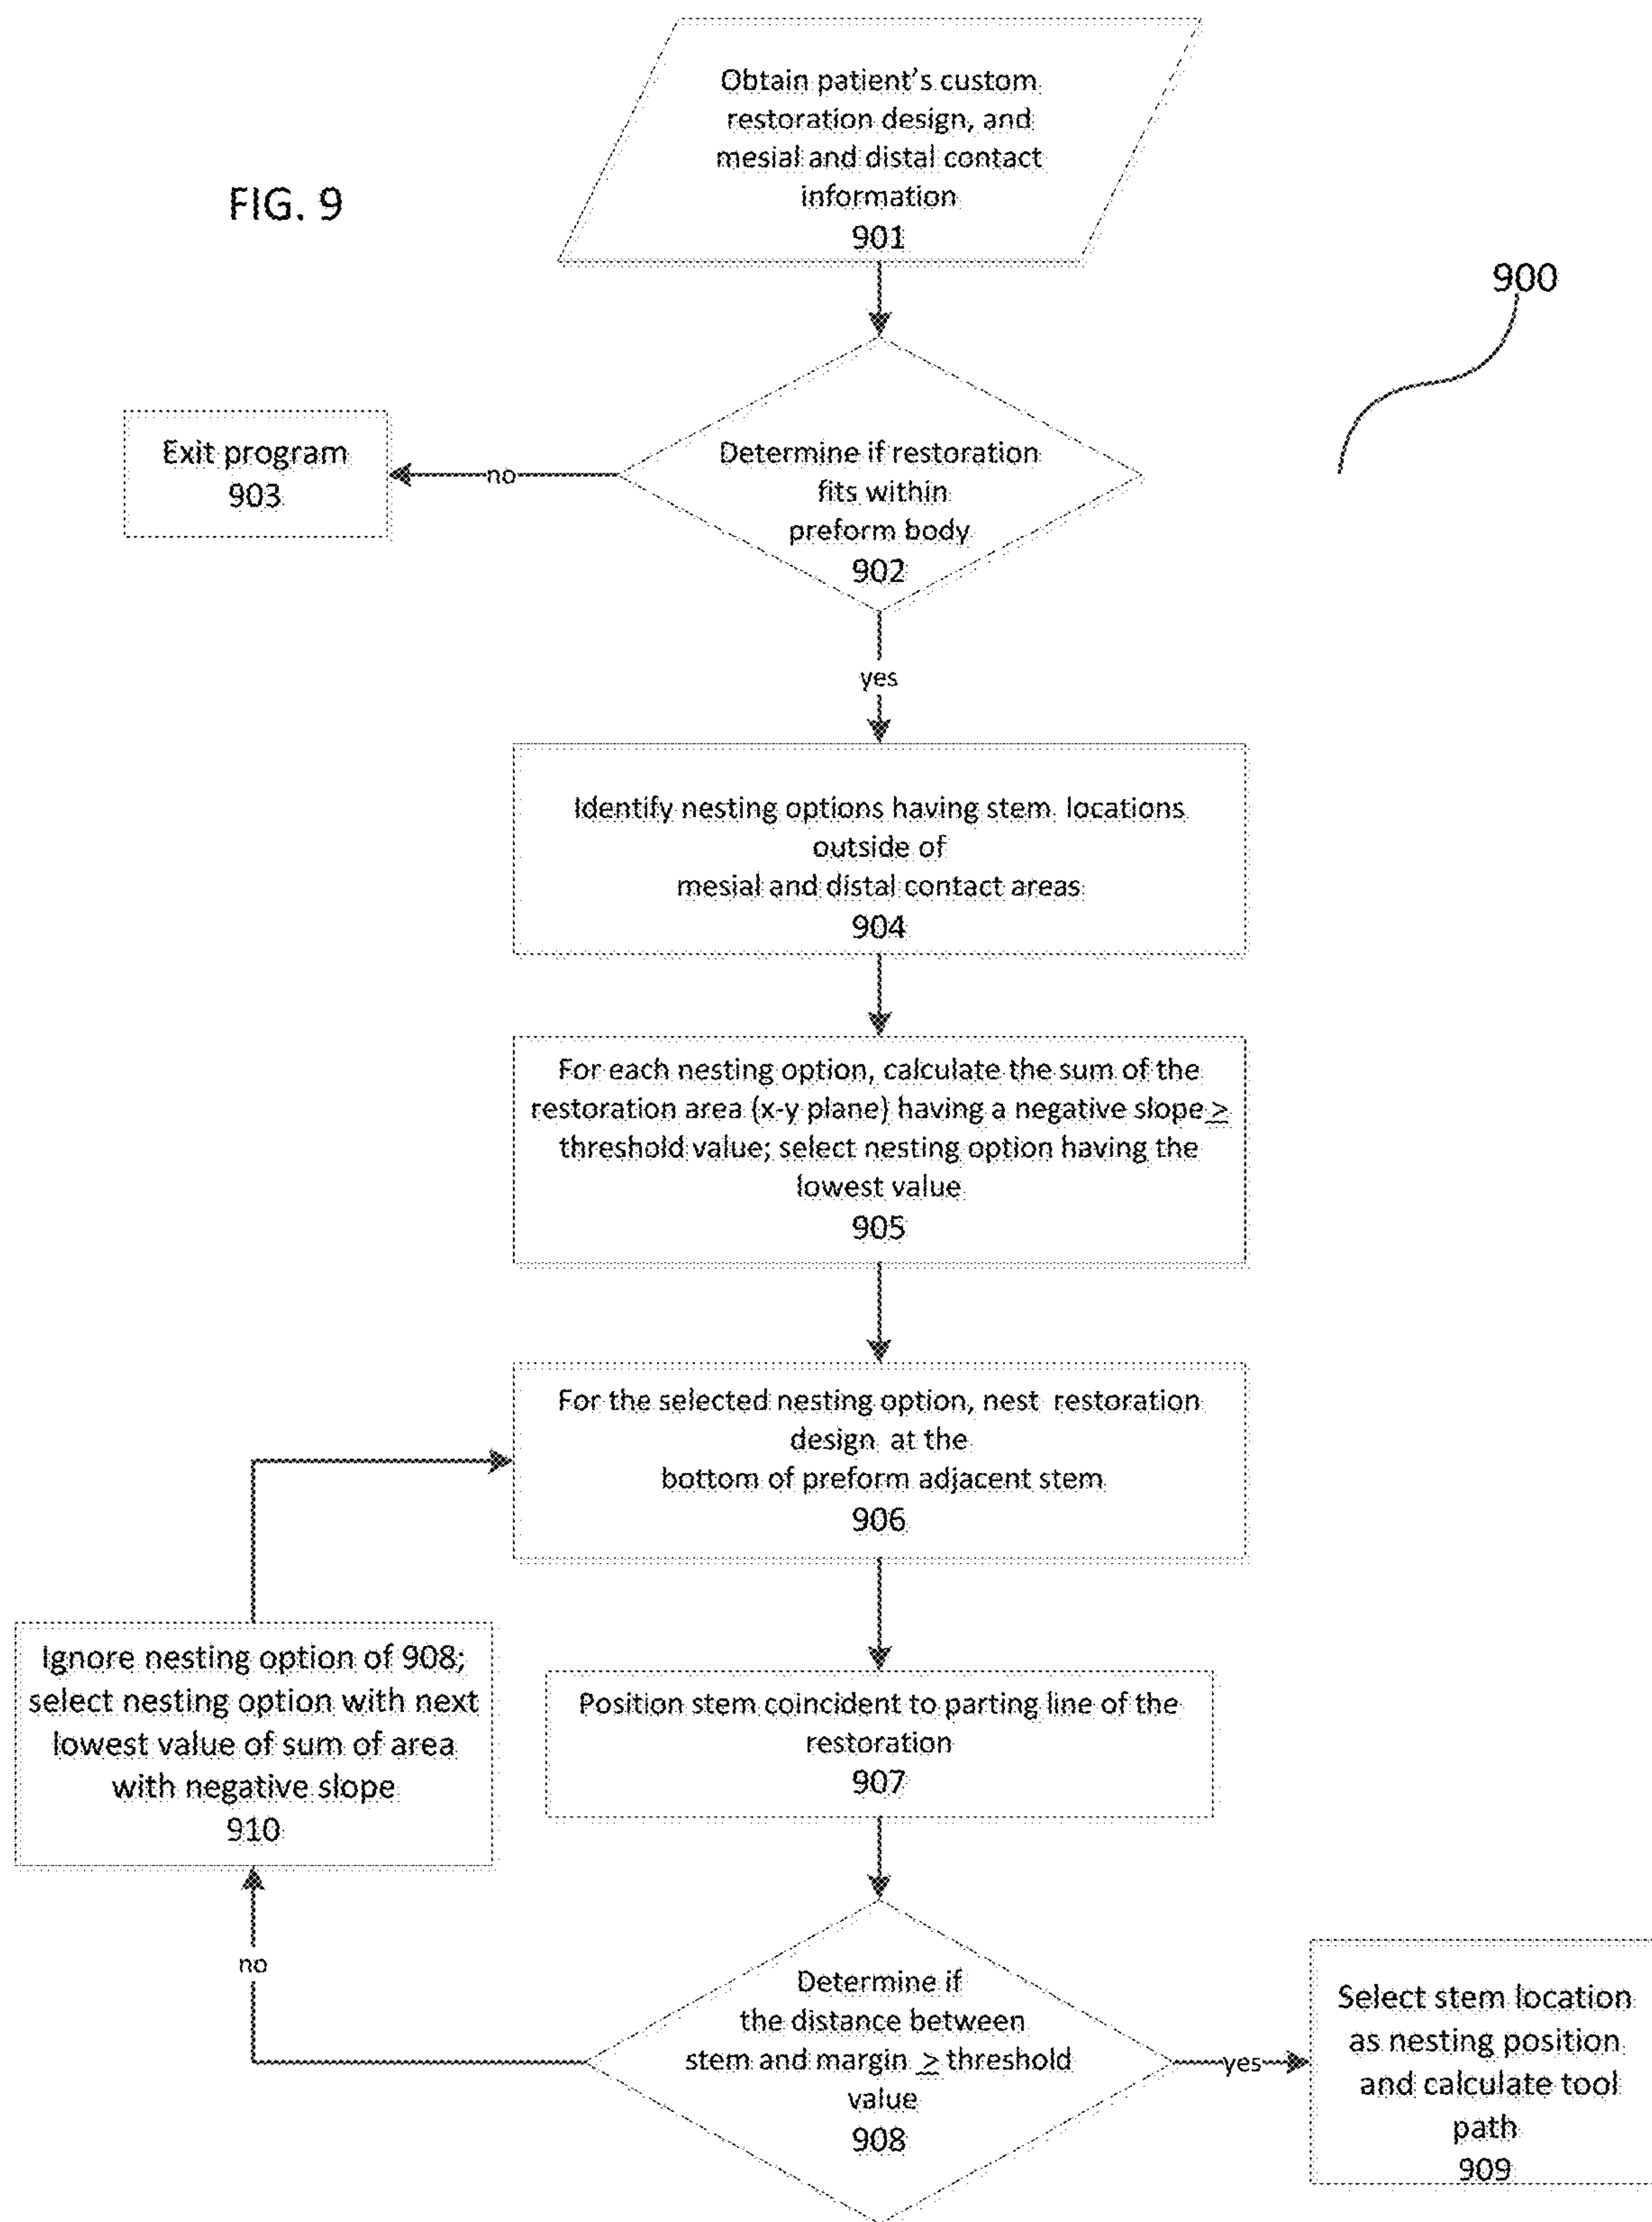 Obtain patient's custom
restoration design, and
mesial and distal contact
information
901
FIG. 9
900
Determine if restoration
fits within
preform body
902
no
Exit program
903
yes
Identify nesting options having stem locations
outside of
mesial and distal contact areas
904
For each nesting option, calculate the sum of the
restoration area (x-y plane) having a negative slope ≥
threshold value; select nesting option having the
lowest value
905
For the selected nesting option, nest restoration
design at the
bottom of preform adjacent stem
906
Position stem coincident to parting line of the
restoration
907
Ignore nesting option of 908;
select nesting option with next
lowest value of sum of area
with negative slope
910
no
Determine if
the distance between
stem and margin ≥ threshold
value
908
yes
Select stem location
as nesting position
and calculate tool
path
909